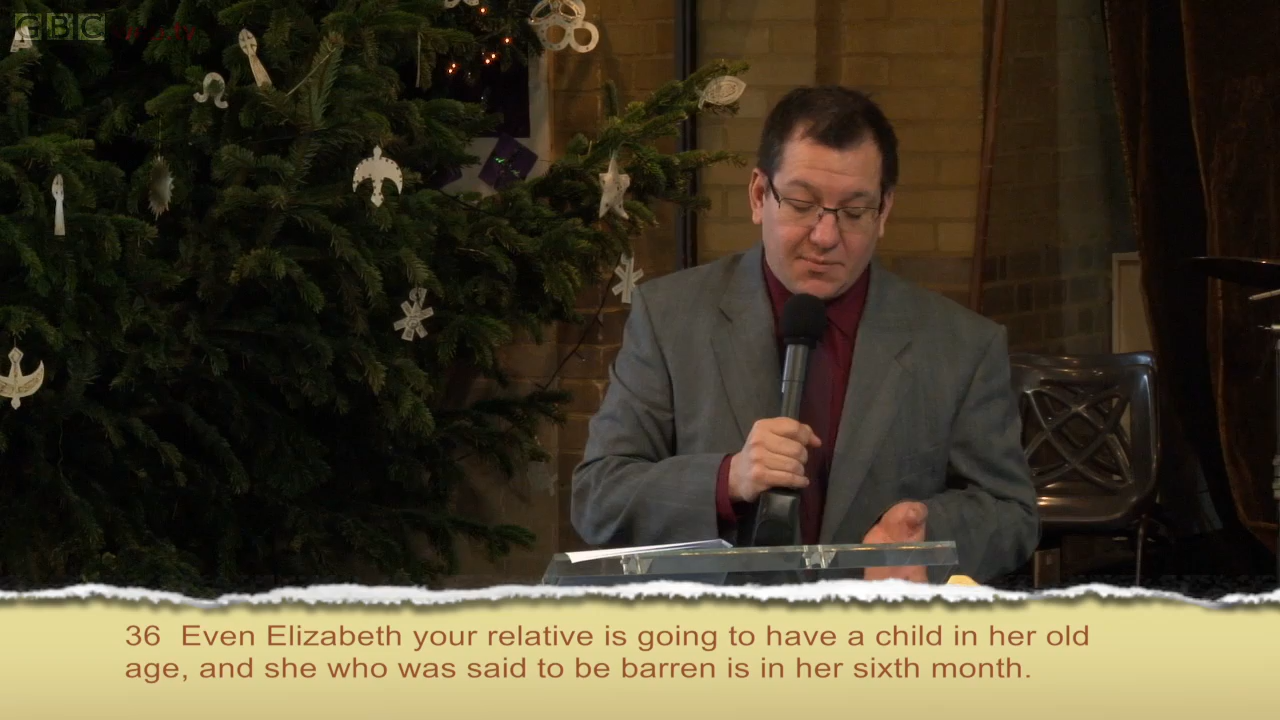 GBC
36 Even Elizabeth your relative is going to have a child in her old
age, and she who was said to be barren is in her sixth month.